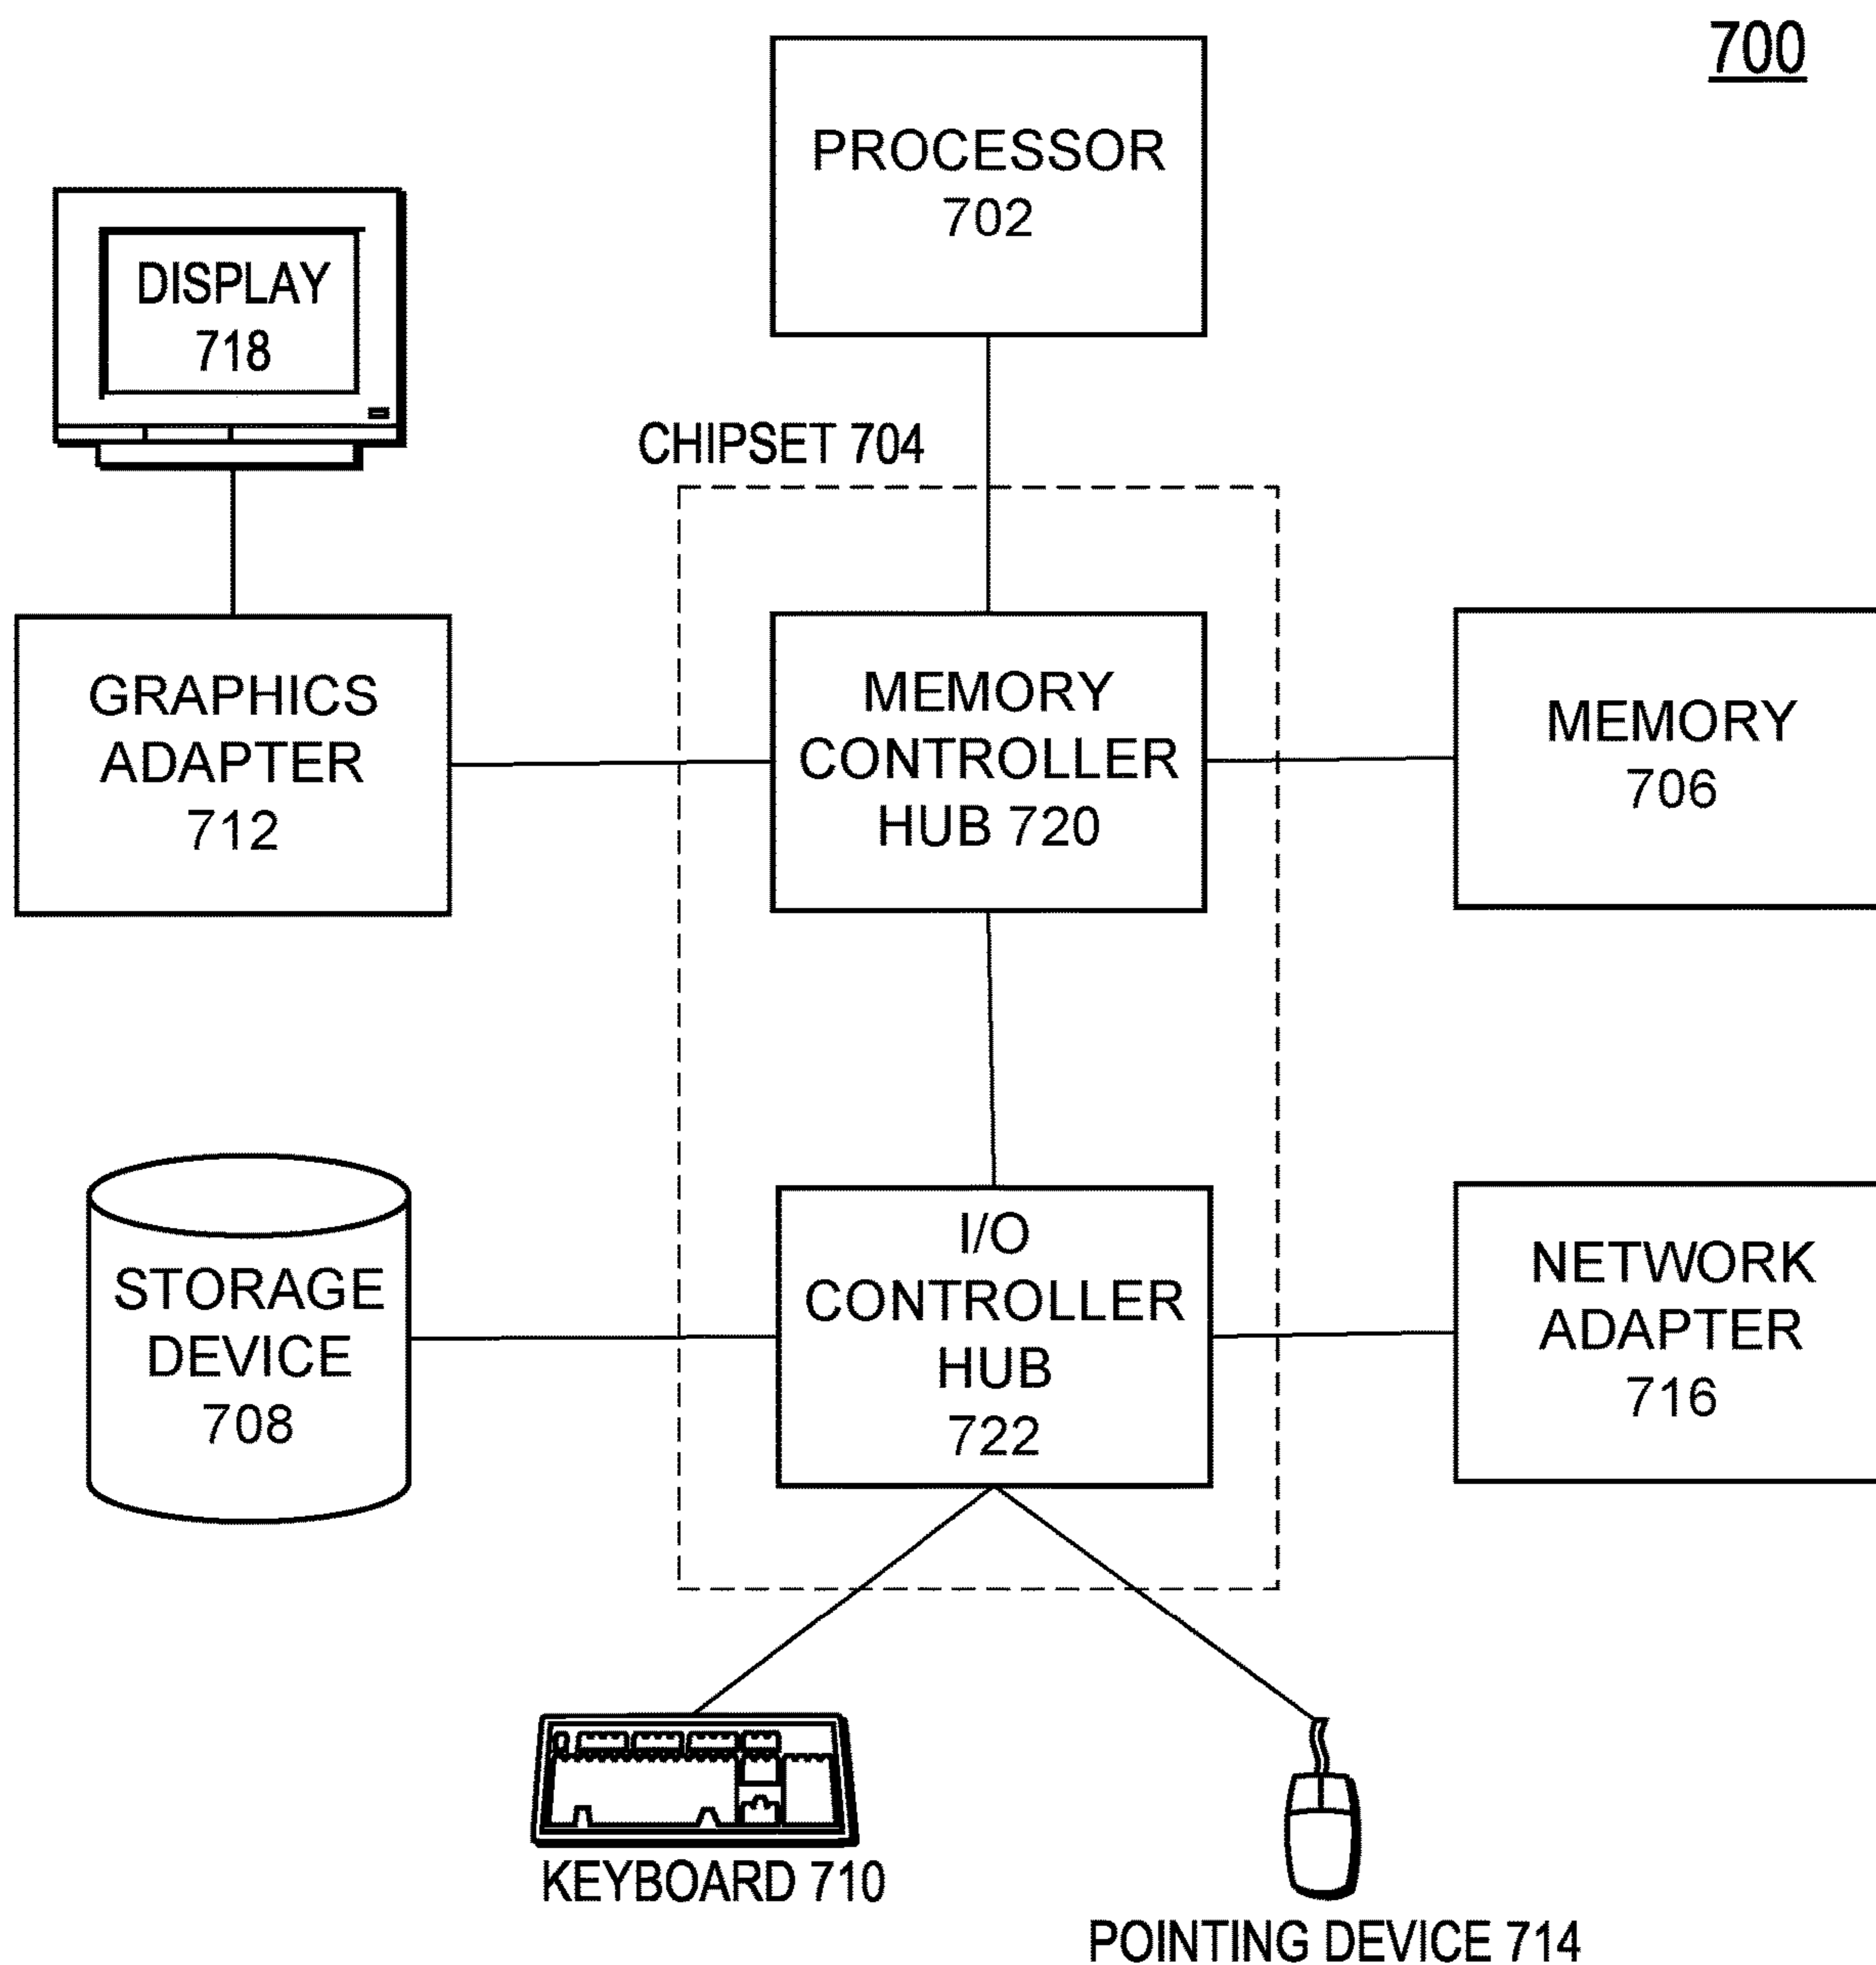 700
PROCESSOR
702
DISPLAY
718
CHIPSET 704
GRAPHICS
ADAPTER
712
MEMORY
CONTROLLER
HUB 720
MEMORY
706
STORAGE
DEVICE
708
I/O
CONTROLLER
HUB
722
NETWORK
ADAPTER
716
KEYBOARD 710
POINTING DEVICE 714